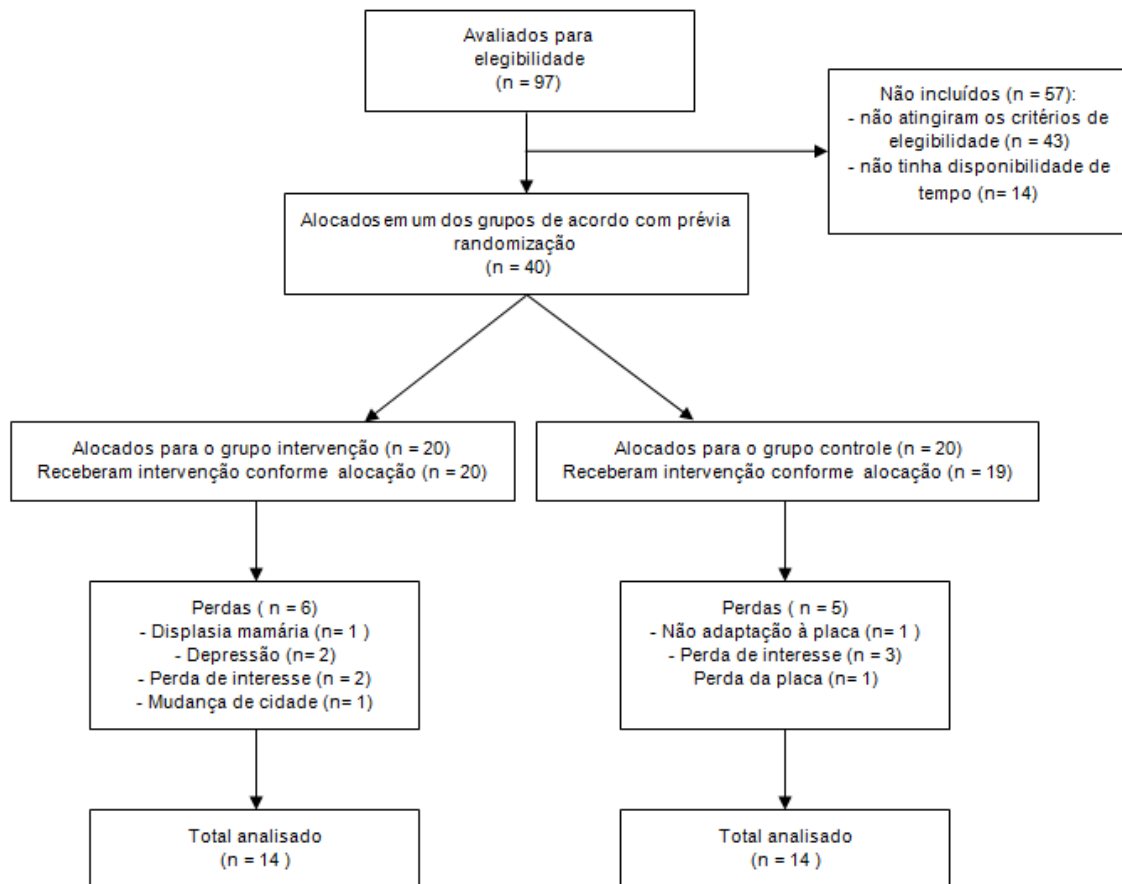 Avaliados para
elegibilidade
(n = 97)
Não incluídos (n = 57):
- não atingiram os critérios de
elegibilidade (n = 43)
- não tinha disponibilidade de
tempo (n= 14)
Alocados em um dos grupos de acordo com prévia
randomização
(n = 40)
Alocados para o grupo intervenção (n = 20)
Receberam intervenção conforme alocação (n = 20)
Alocados para o grupo controle (n = 20)
Receberam intervenção conforme alocação (n = 19)
Perdas ( n = 6)
- Displasia mamária (n= 1 )
- Depressão (n= 2)
- Perda de interesse (n = 2)
- Mudança de cidade (n= 1)
Perdas ( n = 5)
- Não adaptação à placa (n= 1 )
- Perda de interesse (n = 3)
Perda da placa (n= 1)
Total analisado
(n = 14 )
Total analisado
(n = 14 )